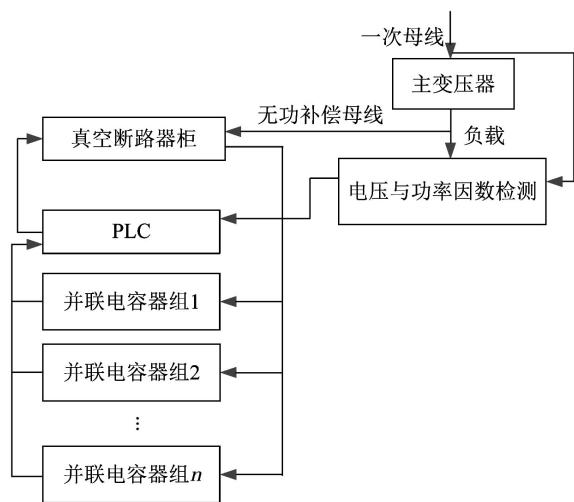 一次母线
主变压器
无功补偿母线
负载
真空断路器柜
电压与功率因数检测
PLC
并联电容器组1
并联电容器组2
⋮
并联电容器组n